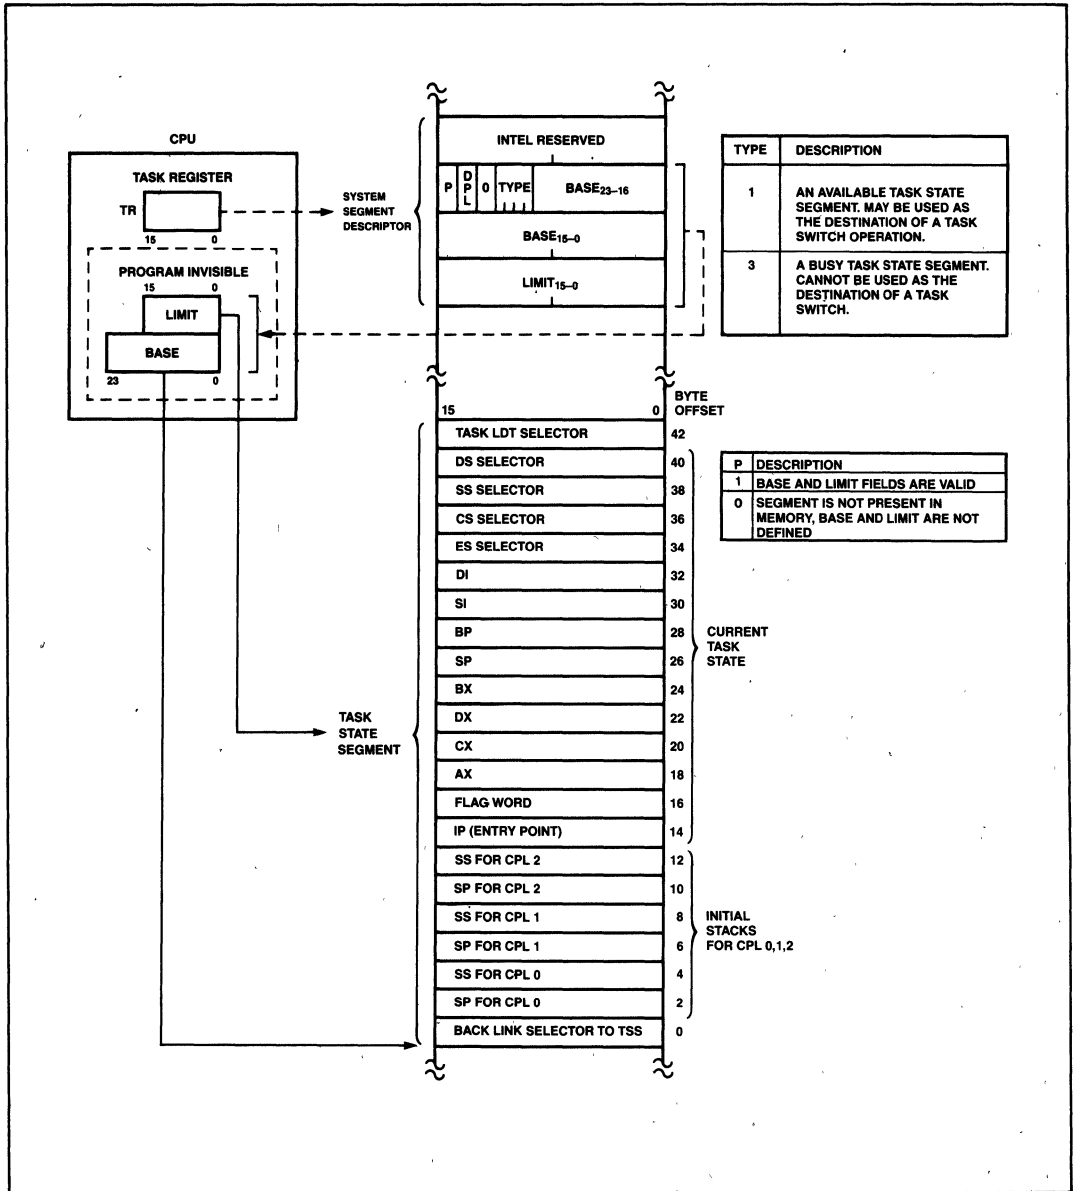 CPU
TASK REGISTER
TR
15 0
PROGRAM INVISIBLE
15 0
LIMIT
BASE
23 0
SYSTEM
SEGMENT
DESCRIPTOR
INTEL RESERVED
P DPL 0 TYPE BASE23–16
BASE15–0
LIMIT15–0
TYPE DESCRIPTION
1 AN AVAILABLE TASK STATE
SEGMENT. MAY BE USED AS
THE DESTINATION OF A TASK
SWITCH OPERATION.
3 A BUSY TASK STATE SEGMENT.
CANNOT BE USED AS THE
DESTINATION OF A TASK
SWITCH.
15 0
BYTE
OFFSET
TASK LDT SELECTOR 42
DS SELECTOR 40
SS SELECTOR 38
CS SELECTOR 36
ES SELECTOR 34
DI 32
SI 30
BP 28
SP 26
BX 24
DX 22
CX 20
AX 18
FLAG WORD 16
IP (ENTRY POINT) 14
SS FOR CPL 2 12
SP FOR CPL 2 10
SS FOR CPL 1 8
SP FOR CPL 1 6
SS FOR CPL 0 4
SP FOR CPL 0 2
BACK LINK SELECTOR TO TSS 0
P DESCRIPTION
1 BASE AND LIMIT FIELDS ARE VALID
0 SEGMENT IS NOT PRESENT IN
MEMORY, BASE AND LIMIT ARE NOT
DEFINED
CURRENT
TASK
STATE
TASK
STATE
SEGMENT
INITIAL
STACKS
FOR CPL 0,1,2